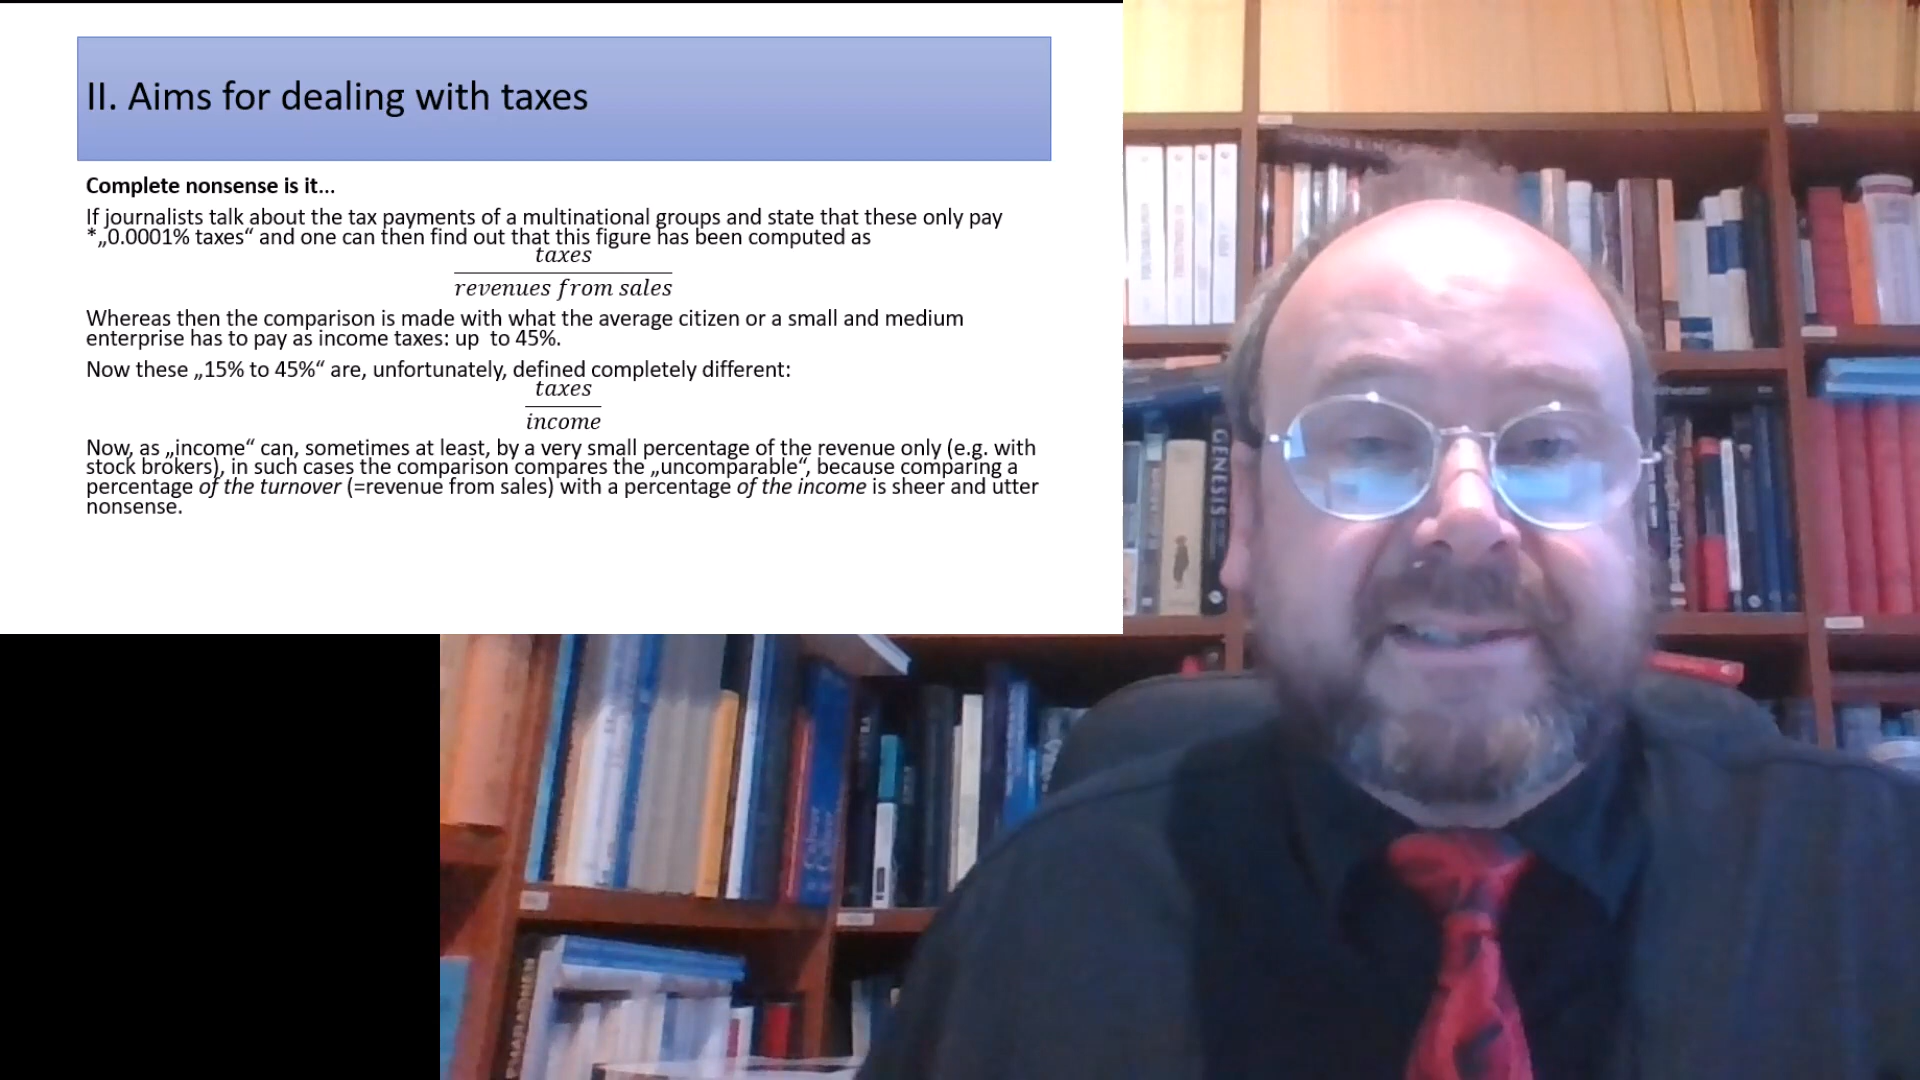 II. Aims for dealing with taxes
Complete nonsense is it...
If journalists talk about the tax payments of a multinational groups and state that these only pay
*„0.0001% taxes“ and one can then find out that this figure has been computed as
taxes
revenues from sales
Whereas then the comparison is made with what the average citizen or a small and medium
enterprise has to pay as income taxes: up  to 45%.
Now these „15% to 45%“ are, unfortunately, defined completely different:
taxes
income
Now, as „income“ can, sometimes at least, by a very small percentage of the revenue only (e.g. with
stock brokers), in such cases the comparison compares the „uncomparable“, because comparing a
percentage of the turnover (=revenue from sales) with a percentage of the income is sheer and utter
nonsense.
GENESIS